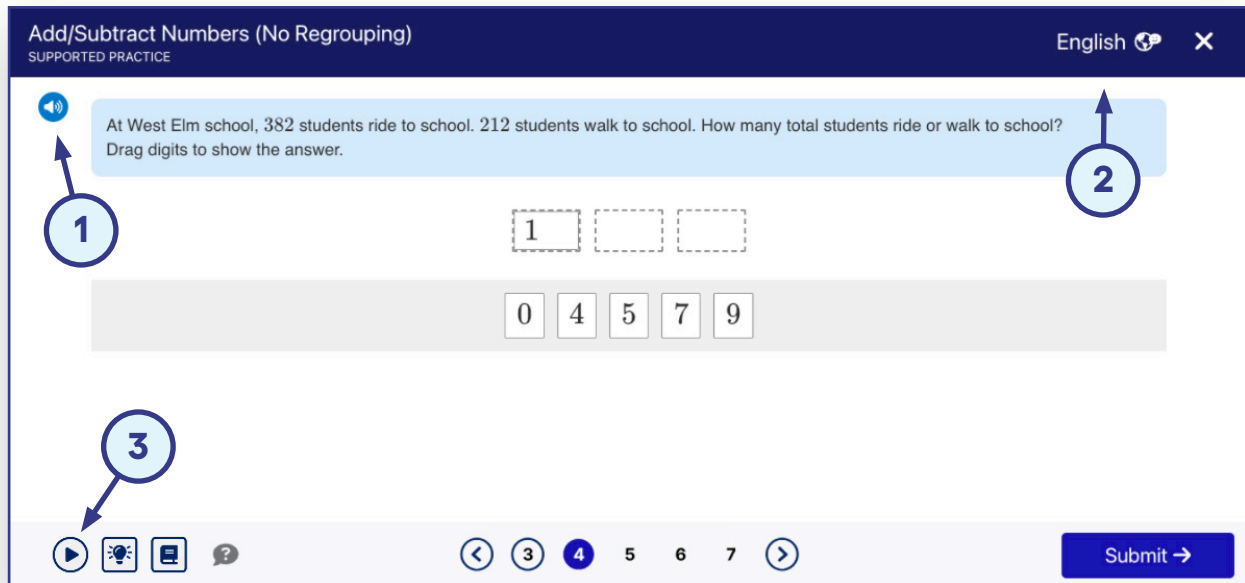 Add/Subtract Numbers (No Regrouping)
SUPPORTED PRACTICE
English
At West Elm school, 382 students ride to school. 212 students walk to school. How many total students ride or walk to school?
Drag digits to show the answer.
1
2
1
0 4 5 7 9
3
?
3 4 5 6 7
Submit →